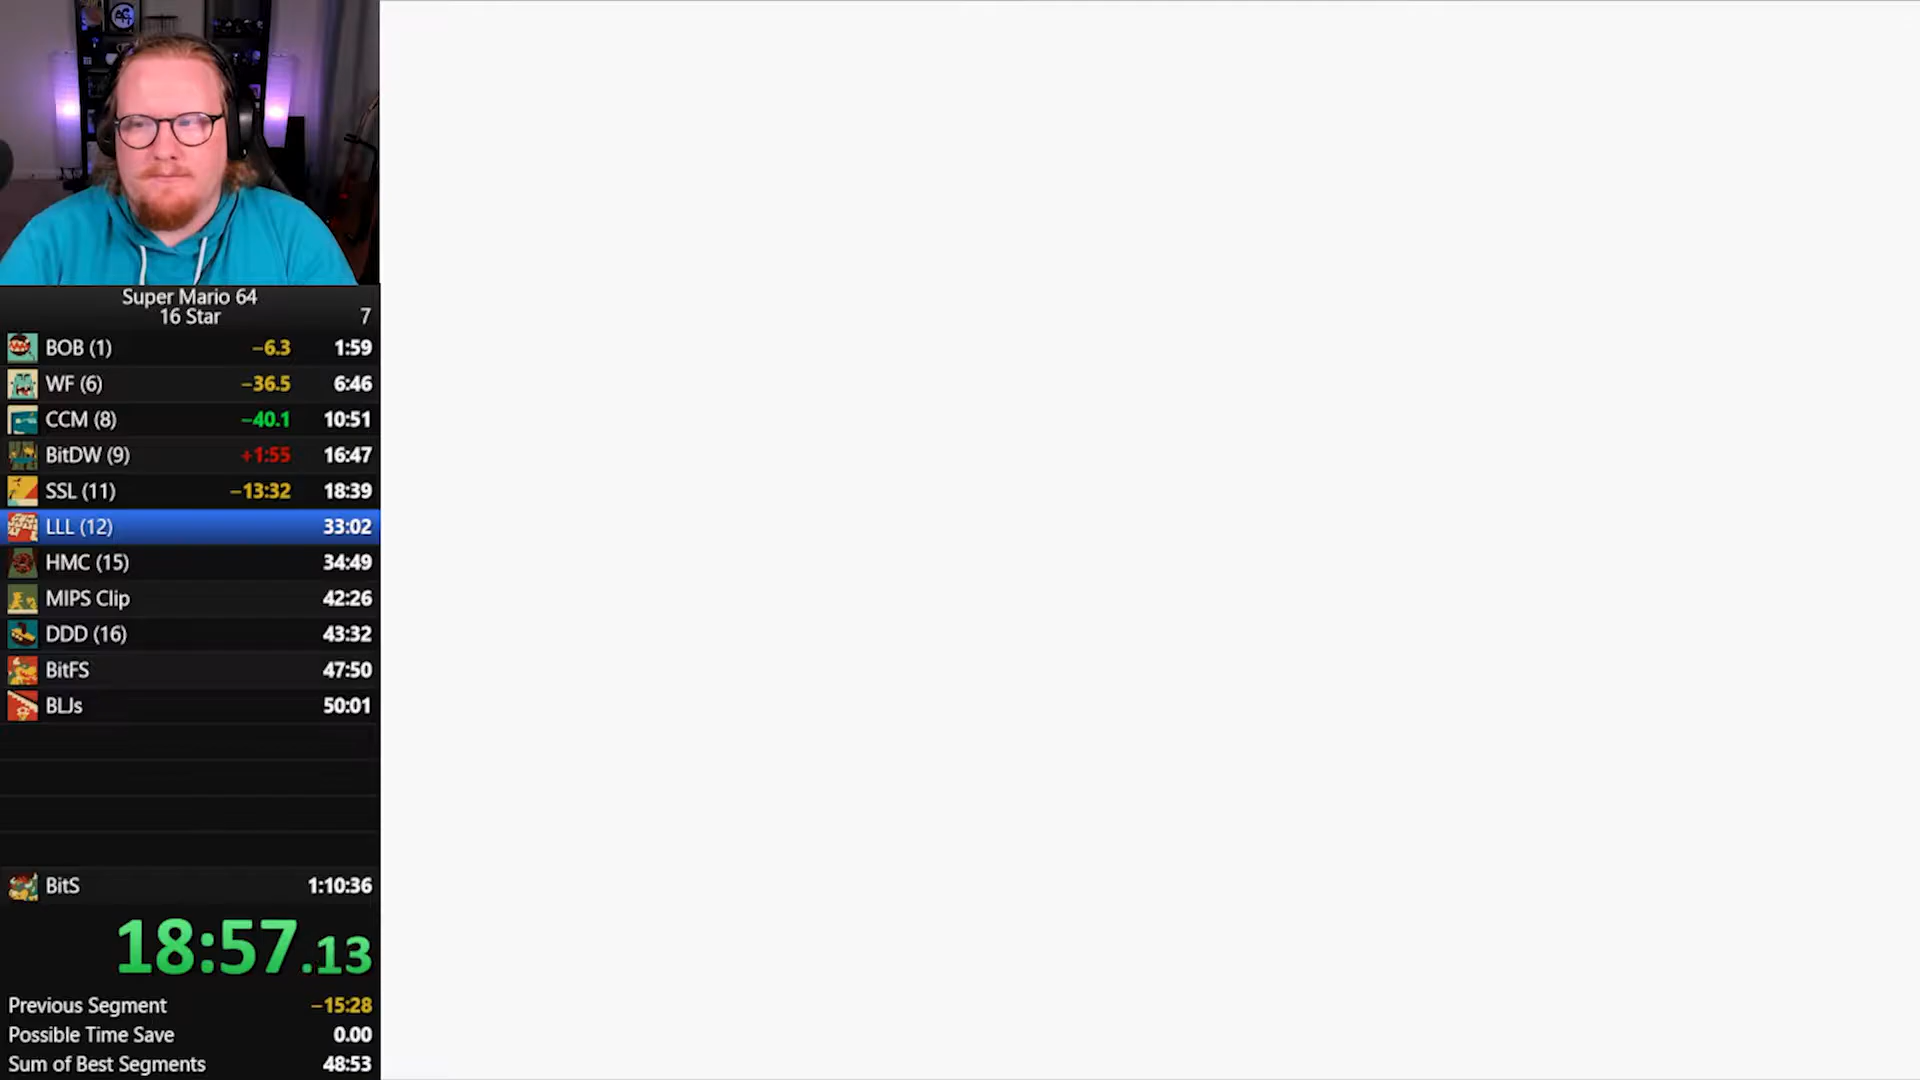 Super Mario 64
16 Star 7
BOB (1) −6.3 1:59
WF (6) −36.5 6:46
CCM (8) −40.1 10:51
BitDW (9) +1:55 16:47
SSL (11) −13:32 18:39
LLL (12) 33:02
HMC (15) 34:49
MIPS Clip 42:26
DDD (16) 43:32
BitFS 47:50
BLJs 50:01
BitS 1:10:36
18:57.13
Previous Segment −15:28
Possible Time Save 0.00
Sum of Best Segments 48:53